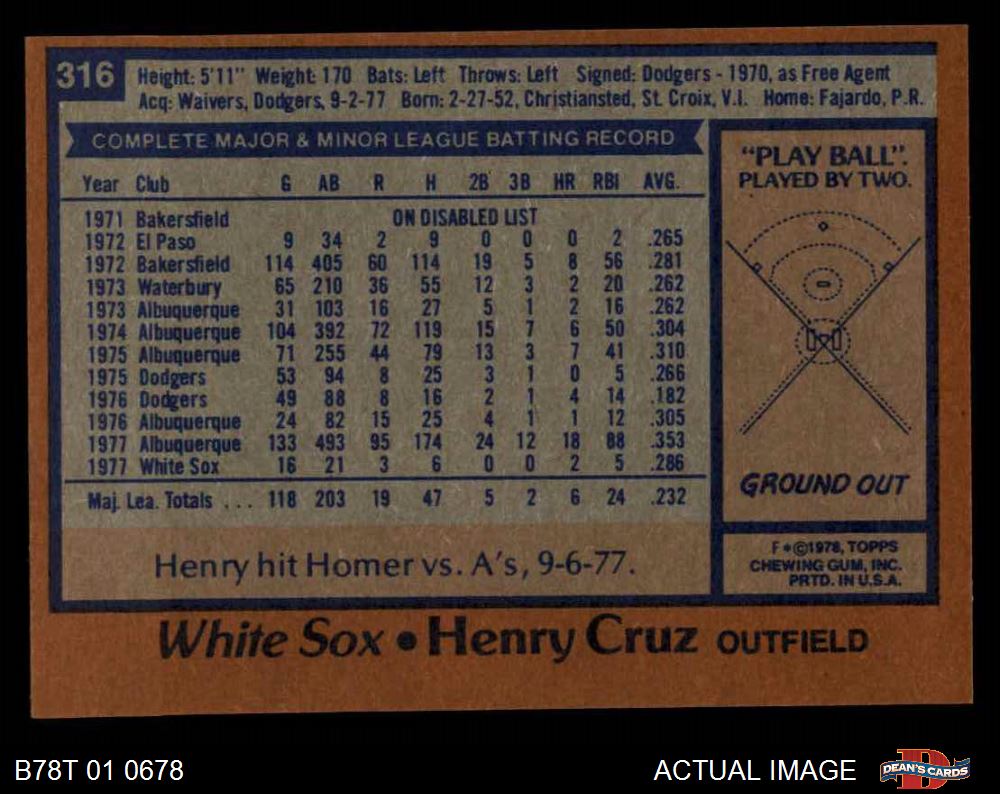 316
Height: 5'11" Weight: 170 Bats: Left Throws: Left Signed: Dodgers - 1970, as Free Agent
Acq: Waivers, Dodgers, 9-2-77 Born: 2-27-52, Christiansted, St. Croix, V.I. Home: Fajardo, P.R.
COMPLETE MAJOR & MINOR LEAGUE BATTING RECORD
Year Club G AB R H 2B 3B HR RBI AVG.
1971 Bakersfield ON DISABLED LIST
1972 El Paso 9 34 2 9 0 0 0 2 .265
1972 Bakersfield 114 405 60 114 19 5 8 56 .281
1973 Waterbury 65 210 36 55 12 3 2 20 .262
1973 Albuquerque 31 103 16 27 5 1 2 16 .262
1974 Albuquerque 104 392 72 119 15 7 6 50 .304
1975 Albuquerque 71 255 44 79 13 3 7 41 .310
1975 Dodgers 53 94 8 25 3 1 0 5 .266
1976 Dodgers 49 88 8 16 2 1 4 14 .182
1976 Albuquerque 24 82 15 25 4 1 1 12 .305
1977 Albuquerque 133 493 95 174 24 12 18 88 .353
1977 White Sox 16 21 3 6 0 0 2 5 .286
Maj. Lea. Totals ... 118 203 19 47 5 2 6 24 .232
Henry hit Homer vs. A's, 9-6-77.
"PLAY BALL".
PLAYED BY TWO.
GROUND OUT
F*©1978, TOPPS
CHEWING GUM, INC.
PRTD. IN U.S.A.
White Sox • Henry Cruz OUTFIELD
B78T 01 0678
ACTUAL IMAGE
DEAN'S CARDS